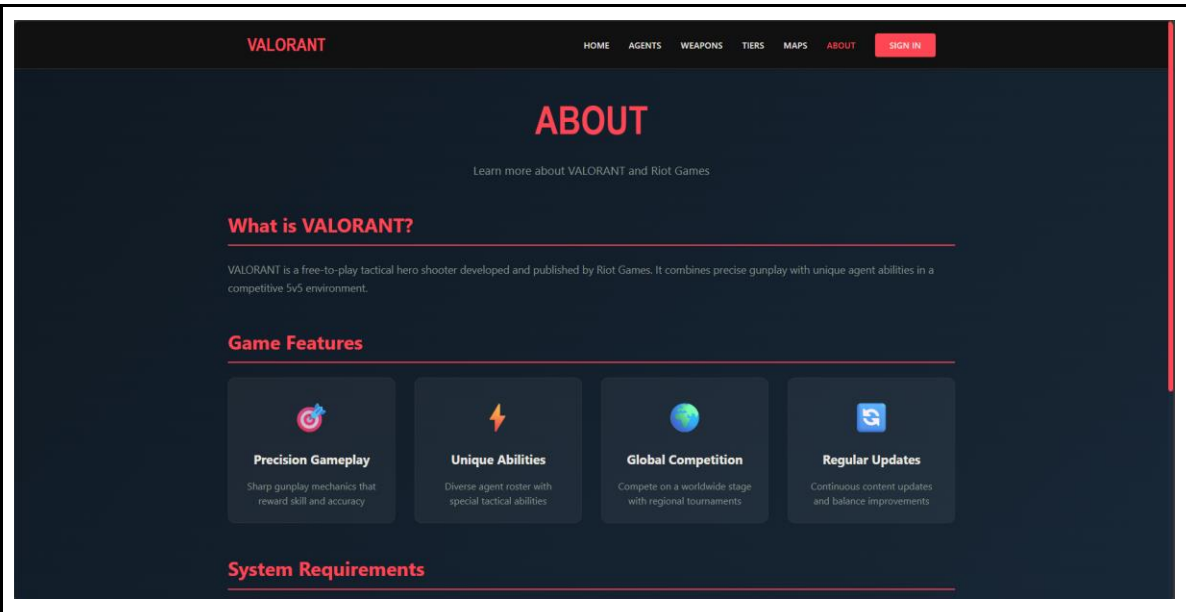 VALORANT
HOME AGENTS WEAPONS TIERS MAPS ABOUT SIGN IN
ABOUT
Learn more about VALORANT and Riot Games
What is VALORANT?
VALORANT is a free-to-play tactical hero shooter developed and published by Riot Games. It combines precise gunplay with unique agent abilities in a
competitive 5v5 environment.
Game Features
Precision Gameplay
Sharp gunplay mechanics that
reward skill and accuracy
Unique Abilities
Diverse agent roster with
special tactical abilities
Global Competition
Compete on a worldwide stage
with regional tournaments
Regular Updates
Continuous content updates
and balance improvements
System Requirements